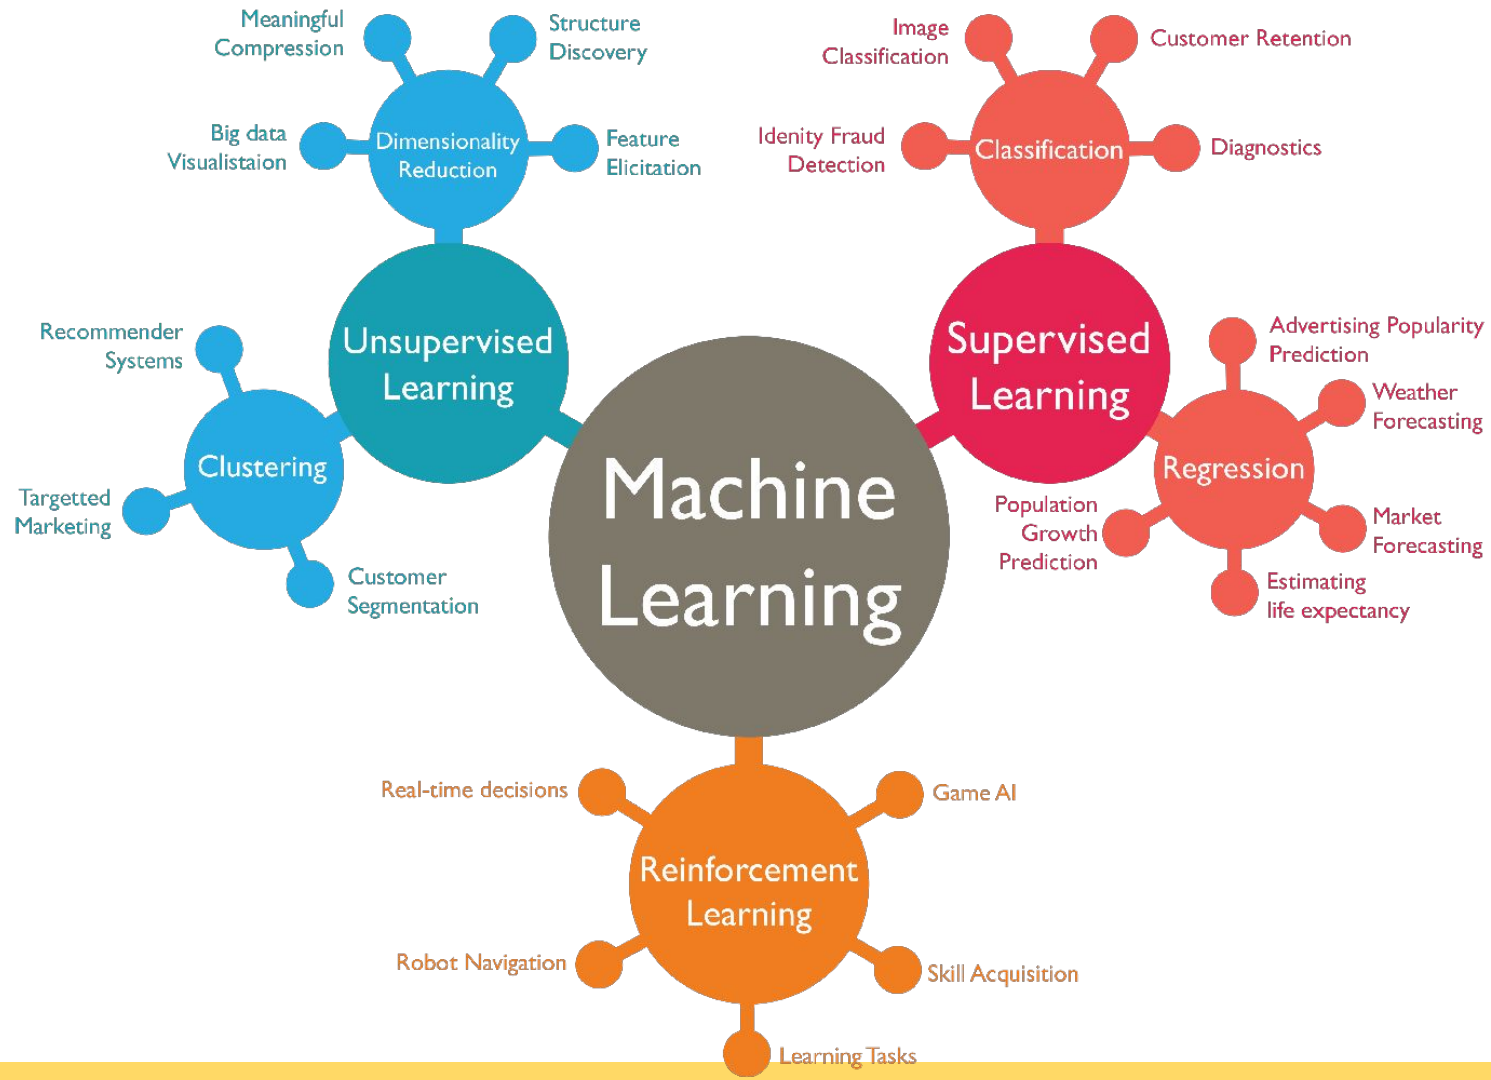 Meaningful
Compression
Structure
Discovery
Big data
Visualistaion
Dimensionality
Reduction
Feature
Elicitation
Image
Classification
Customer Retention
Idenity Fraud
Detection
Classification
Diagnostics
Unsupervised
Learning
Supervised
Learning
Recommender
Systems
Clustering
Targetted
Marketing
Customer
Segmentation
Machine
Learning
Advertising Popularity
Prediction
Weather
Forecasting
Regression
Population
Growth
Prediction
Market
Forecasting
Estimating
life expectancy
Real-time decisions
Game AI
Reinforcement
Learning
Robot Navigation
Skill Acquisition
Learning Tasks